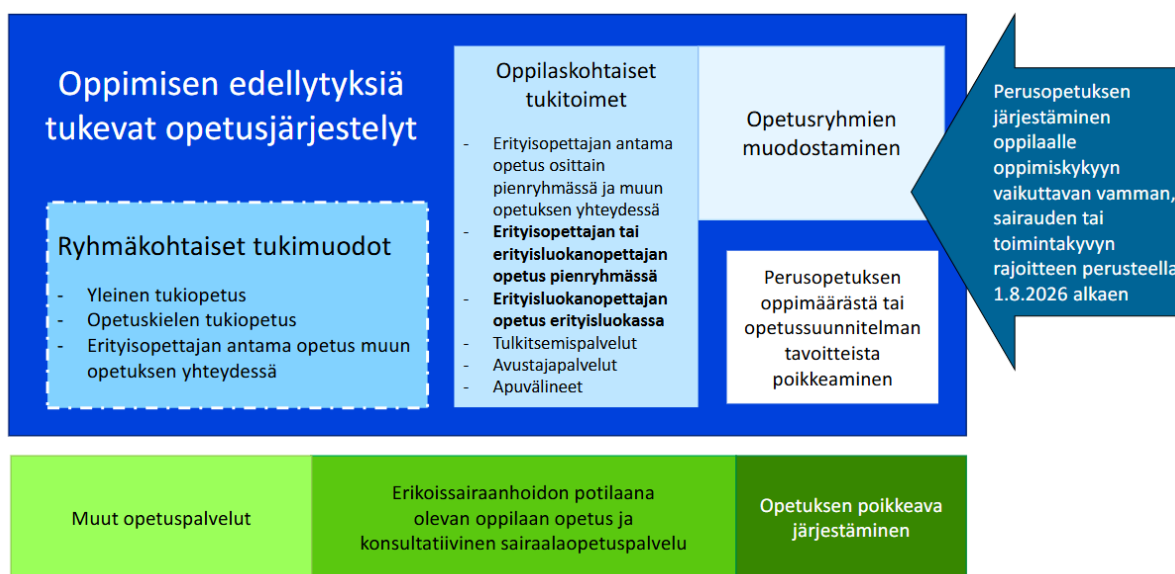 Oppimisen edellytyksiä
tukevat opetusjärjestelyt
Ryhmäkohtaiset tukimuodot
- Yleinen tukiopetus
- Opetuskielen tukiopetus
- Erityisopettajan antama opetus muun
opetuksen yhteydessä
Oppilaskohtaiset
tukitoimet
- Erityisopettajan antama
opetus osittain
pienryhmässä ja muun
opetuksen yhteydessä
- Erityisopettajan tai
erityisluokanopettajan
opetus pienryhmässä
- Erityisluokanopettajan
opetus erityisluokassa
- Tulkitsemispalvelut
- Avustajapalvelut
- Apuvälineet
Opetusryhmien
muodostaminen
Perusopetuksen
oppimäärästä tai
opetussuunnitelman
tavoitteista
poikkeaminen
Perusopetuksen
järjestäminen
oppilaalle
oppimiskykyyn
vaikuttavan vamman,
sairauden tai
toimintakyvyn
rajoitteen perusteella
1.8.2026 alkaen
Muut opetuspalvelut
Erikoissairaanhoidon potilaana
olevan oppilaan opetus ja
konsultatiivinen sairaalaopetuspalvelu
Opetuksen poikkeava
järjestäminen